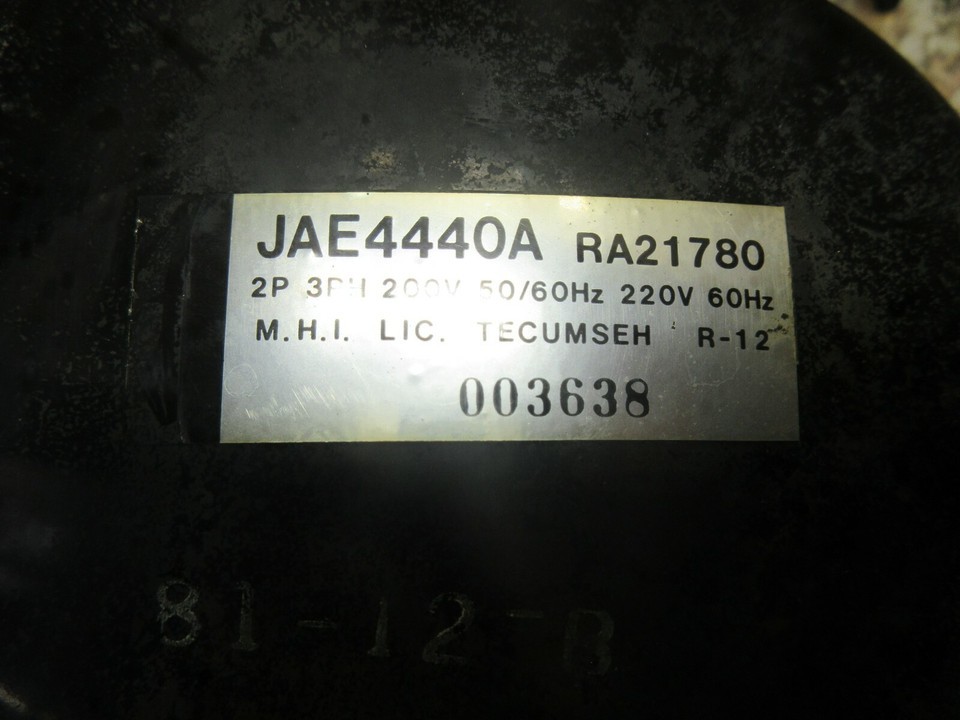 JAE4440A RA21780
2P 3PH 200V 50/60Hz 220V 60Hz
M.H.I. LIC. TECUMSEH R-12
003638
81-12-B